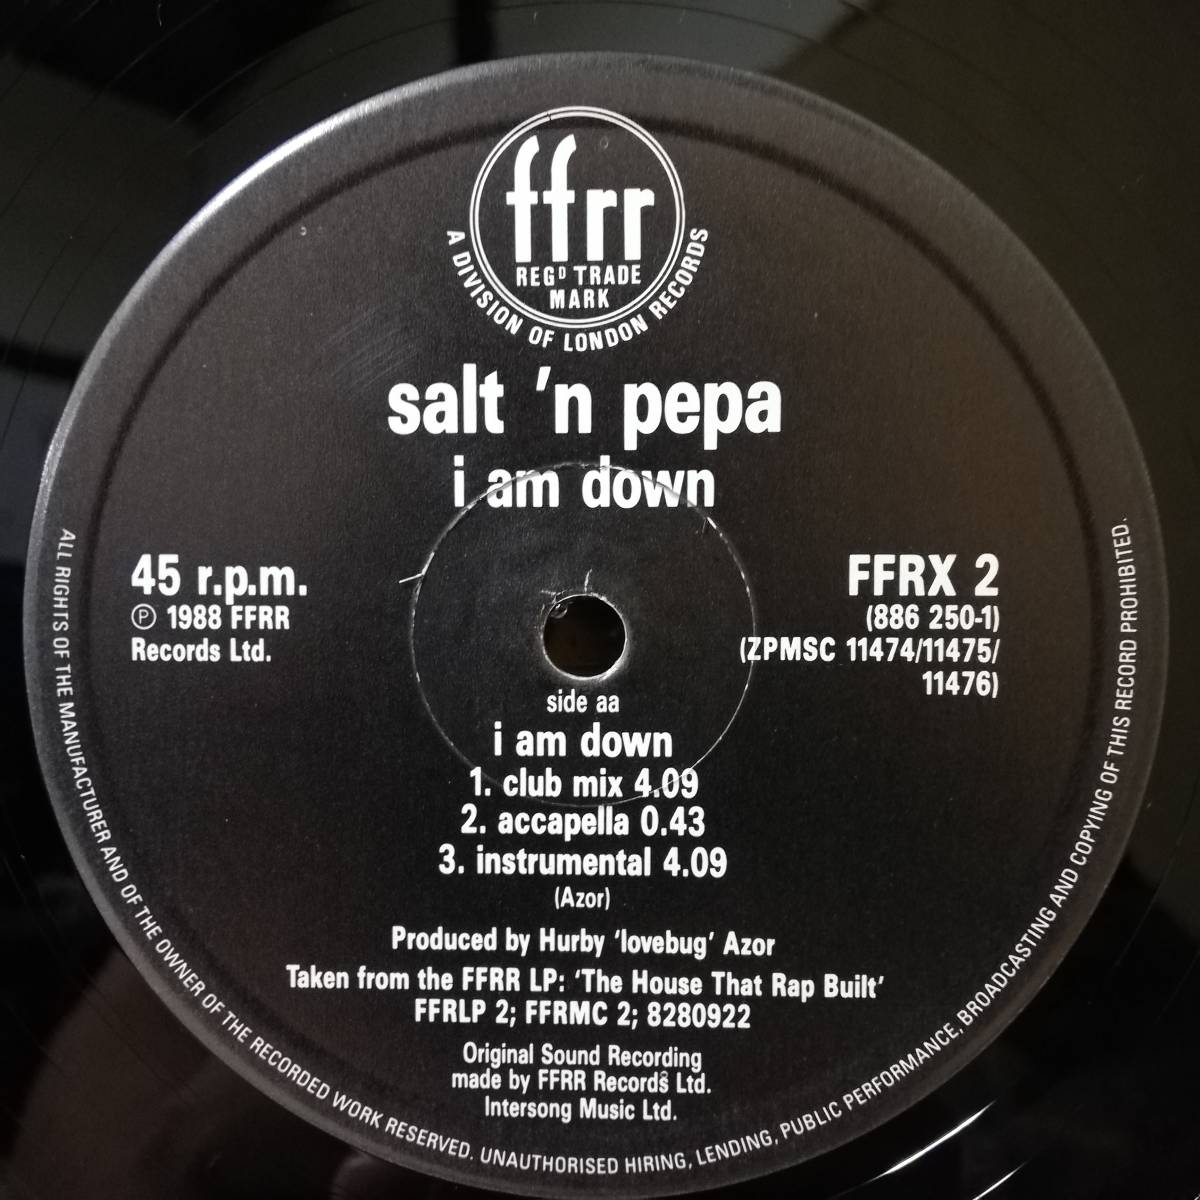 ffrr
REGD TRADE
MARK
A DIVISION OF LONDON RECORDS
salt 'n pepa
i am down
45 r.p.m.
Ⓟ 1988 FFRR
Records Ltd.
FFRX 2
(886 250-1)
(ZPMSC 11474/11475/
11476)
side aa
i am down
1. club mix 4.09
2. accapella 0.43
3. instrumental 4.09
(Azor)
Produced by Hurby 'lovebug' Azor
Taken from the FFRR LP: 'The House That Rap Built'
FFRLP 2; FFRMC 2; 8280922
Original Sound Recording
made by FFRR Records Ltd.
Intersong Music Ltd.
ALL RIGHTS OF THE MANUFACTURER AND OF THE OWNER OF THE RECORDED WORK RESERVED. UNAUTHORISED HIRING, LENDING, PUBLIC PERFORMANCE, BROADCASTING AND COPYING OF THIS RECORD PROHIBITED.